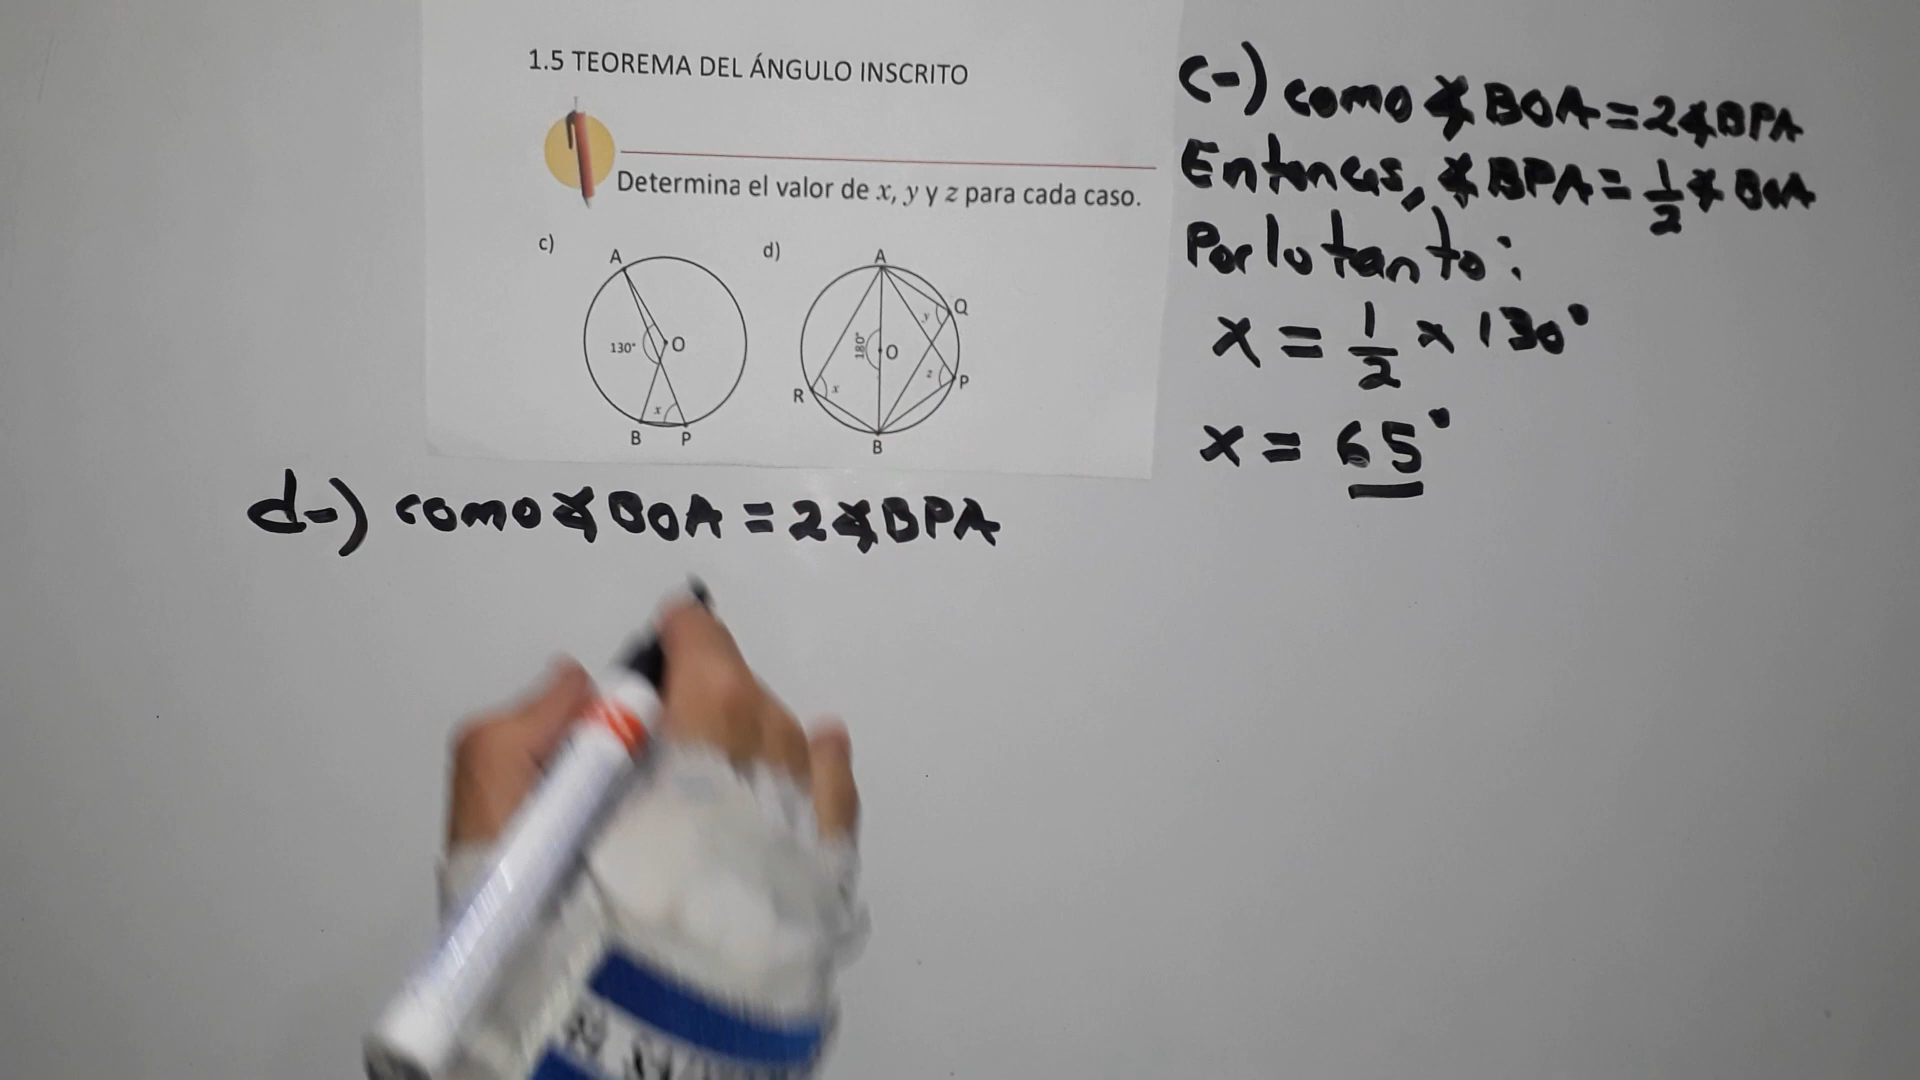 1.5 TEOREMA DEL ÁNGULO INSCRITO
Determina el valor de x, y y z para cada caso.
c)
A
130°
O
x
B P
d)
A
Q
y
180°
O
z
P
R
x
B
c-) como ∢ BOA = 2∢BPA
Entonces, ∢ BPA = 1/2 ∢ BOA
Por lo tanto:
x = 1/2 × 130°
x = 65°
d-) como ∢ BOA = 2∢BPA